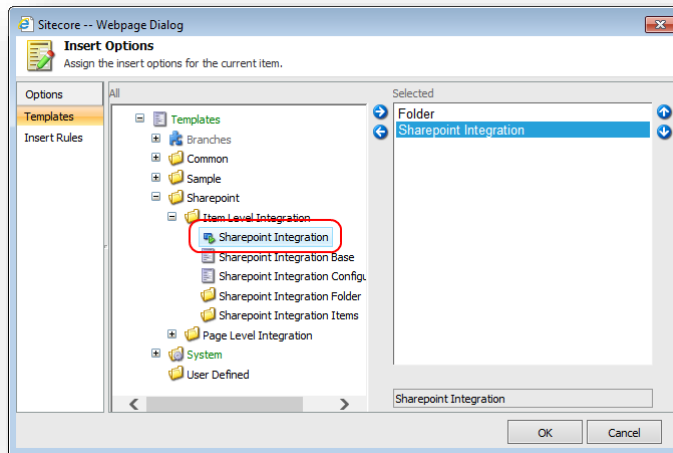 Sitecore -- Webpage Dialog
Insert Options
Assign the insert options for the current item.
Options
Templates
Insert Rules
All
Templates
Branches
Common
Sample
Sharepoint
Item Level Integration
Sharepoint Integration
Sharepoint Integration Base
Sharepoint Integration Configu
Sharepoint Integration Folder
Sharepoint Integration Items
Page Level Integration
System
User Defined
Selected
Folder
Sharepoint Integration
Sharepoint Integration
OK
Cancel